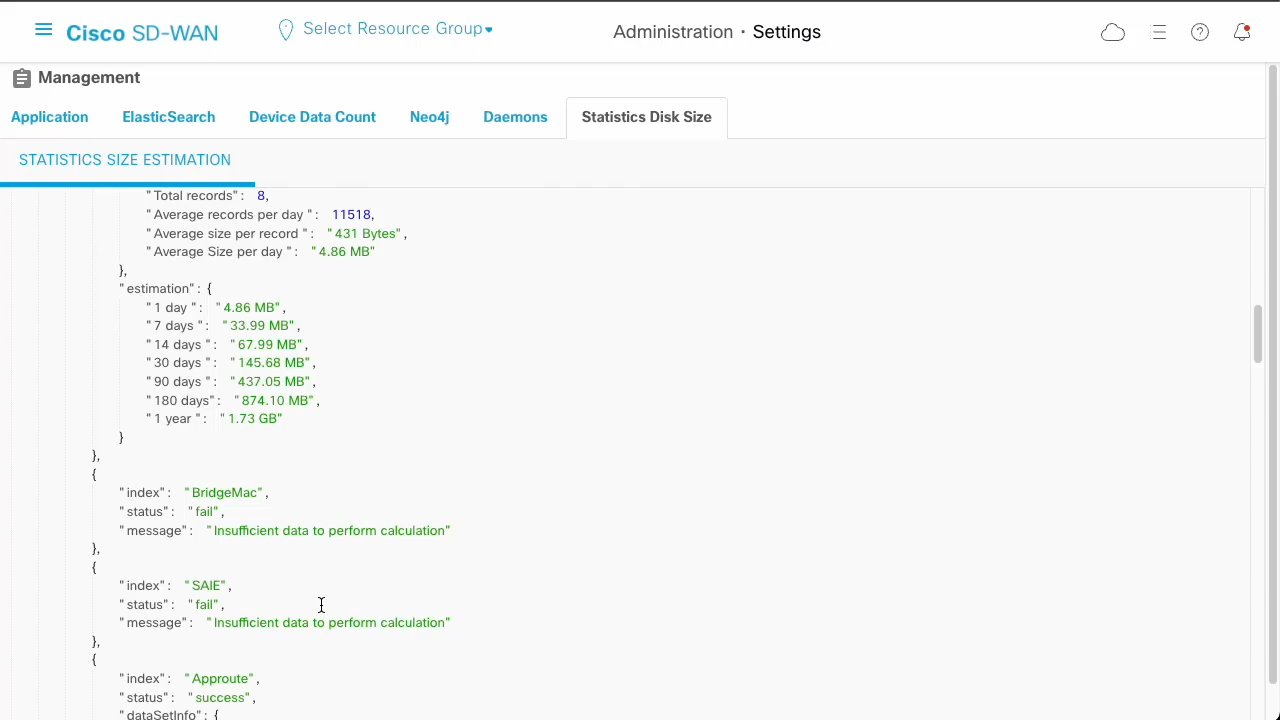 Cisco SD-WAN
Select Resource Group▾
Administration · Settings
Management
Application ElasticSearch Device Data Count Neo4j Daemons Statistics Disk Size
STATISTICS SIZE ESTIMATION
"Total records": 8,
"Average records per day ": 11518,
"Average size per record ": "431 Bytes",
"Average Size per day ": "4.86 MB"
},
"estimation": {
"1 day ": "4.86 MB",
"7 days ": "33.99 MB",
"14 days ": "67.99 MB",
"30 days ": "145.68 MB",
"90 days ": "437.05 MB",
"180 days": "874.10 MB",
"1 year ": "1.73 GB"
}
},
{
"index": "BridgeMac",
"status": "fail",
"message": "Insufficient data to perform calculation"
},
{
"index": "SAIE",
"status": "fail",
"message": "Insufficient data to perform calculation"
},
{
"index": "Approute",
"status": "success",
"dataSetInfo": {